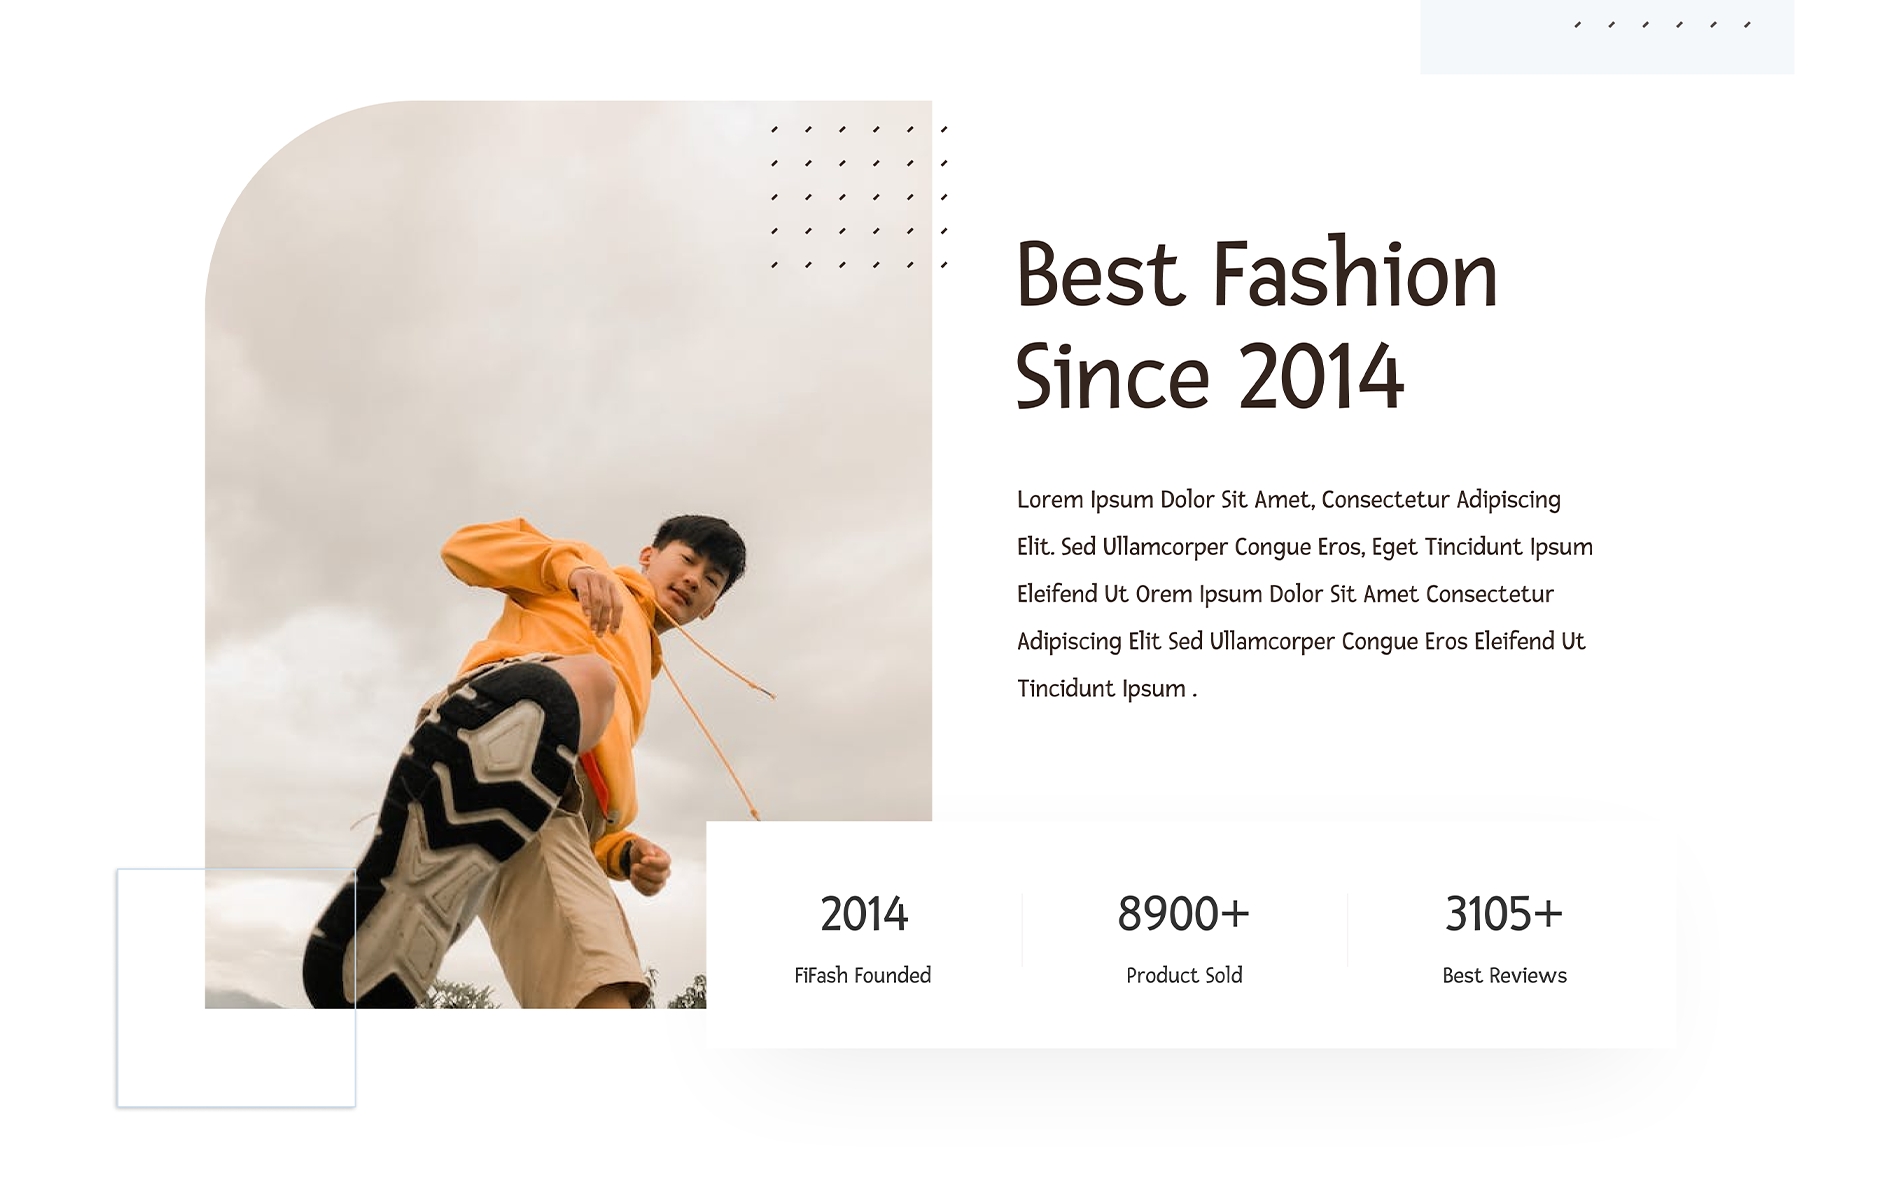 Best Fashion
Since 2014
Lorem Ipsum Dolor Sit Amet, Consectetur Adipiscing
Elit. Sed Ullamcorper Congue Eros, Eget Tincidunt Ipsum
Eleifend Ut Orem Ipsum Dolor Sit Amet Consectetur
Adipiscing Elit Sed Ullamcorper Congue Eros Eleifend Ut
Tincidunt Ipsum .
2014
FiFash Founded
8900+
Product Sold
3105+
Best Reviews